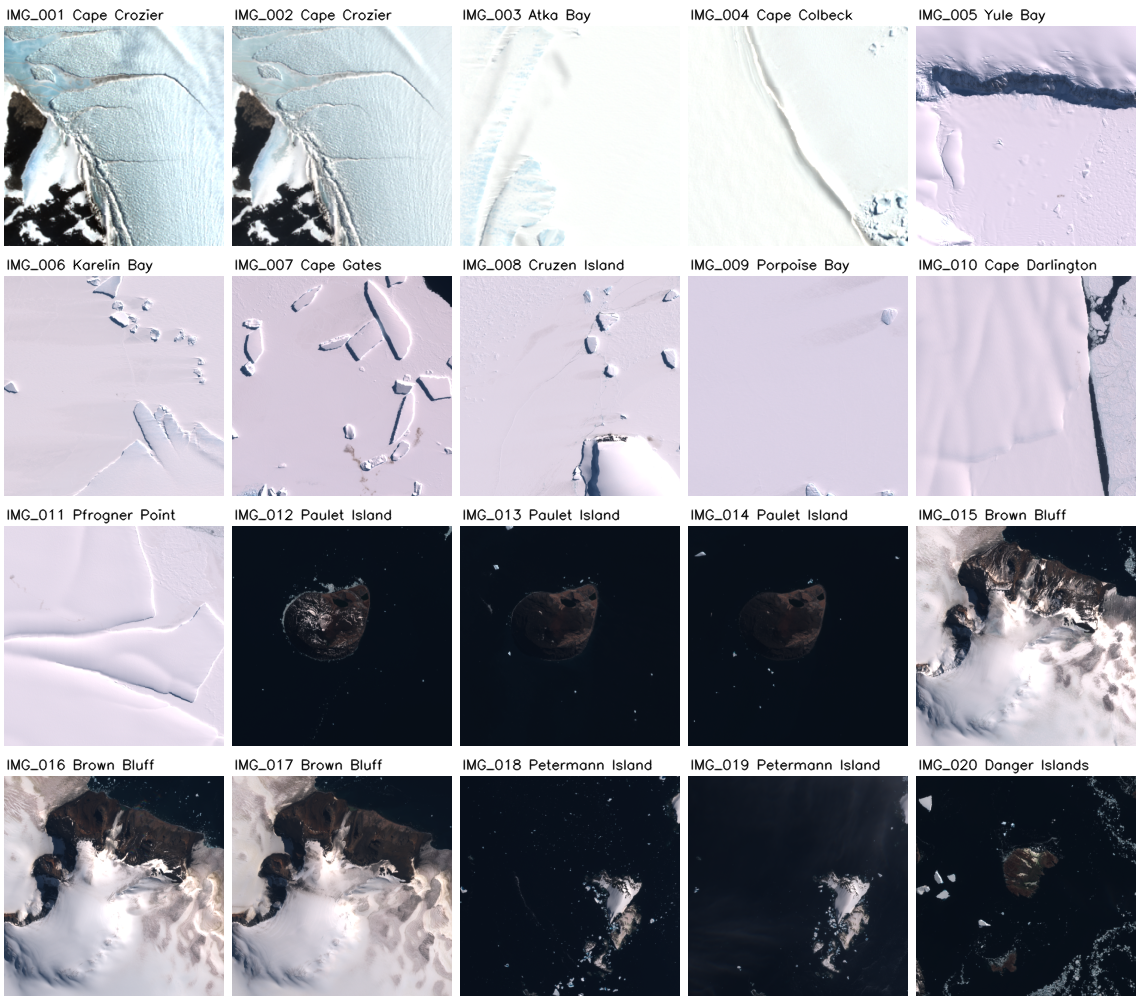 IMG_001 Cape Crozier
IMG_002 Cape Crozier
IMG_003 Atka Bay
IMG_004 Cape Colbeck
IMG_005 Yule Bay
IMG_006 Karelin Bay
IMG_007 Cape Gates
IMG_008 Cruzen Island
IMG_009 Porpoise Bay
IMG_010 Cape Darlington
IMG_011 Pfrogner Point
IMG_012 Paulet Island
IMG_013 Paulet Island
IMG_014 Paulet Island
IMG_015 Brown Bluff
IMG_016 Brown Bluff
IMG_017 Brown Bluff
IMG_018 Petermann Island
IMG_019 Petermann Island
IMG_020 Danger Islands